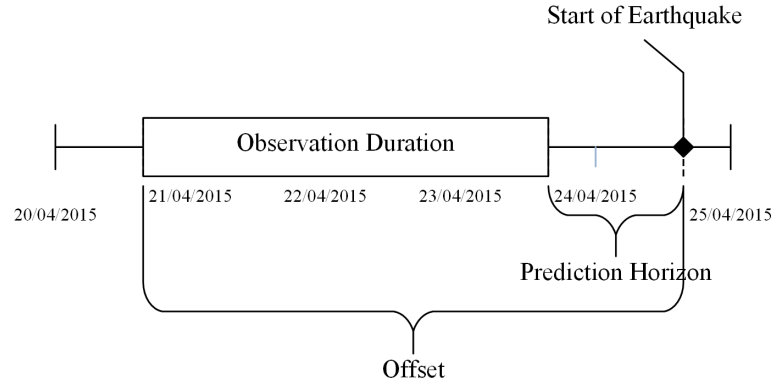 Start of Earthquake
Observation Duration
21/04/2015 22/04/2015 23/04/2015 24/04/2015
20/04/2015 25/04/2015
Prediction Horizon
Offset